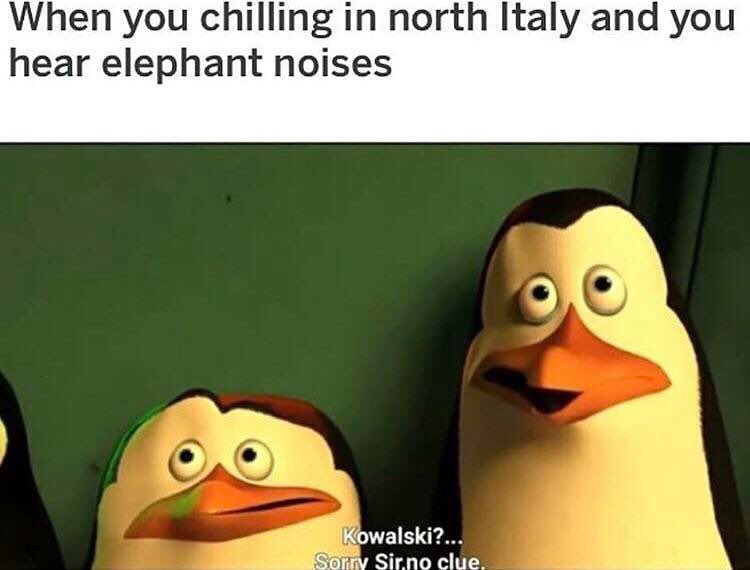 When you chilling in north Italy and you
hear elephant noises
Kowalski?...
Sorry Sir,no clue.